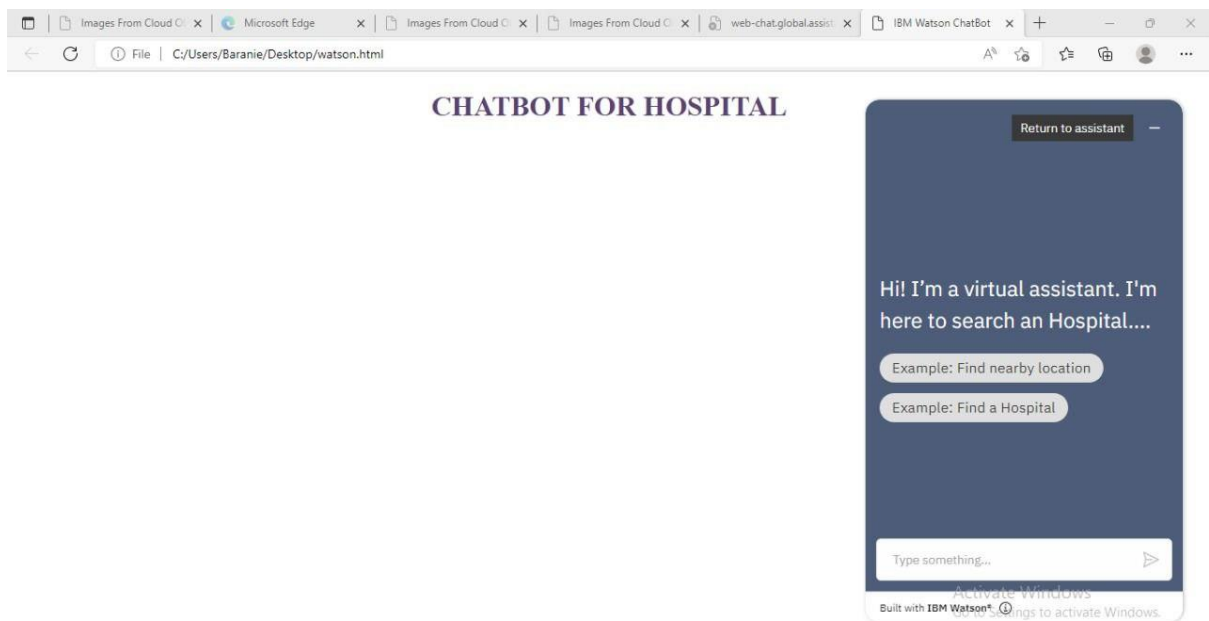 Images From Cloud O
Microsoft Edge
Images From Cloud O
Images From Cloud O
web-chat.global.assist
IBM Watson ChatBot
File | C:/Users/Baranie/Desktop/watson.html
CHATBOT FOR HOSPITAL
Return to assistant
Hi! I'm a virtual assistant. I'm
here to search an Hospital....
Example: Find nearby location
Example: Find a Hospital
Type something...
Activate Windows
Built with IBM Watson®
Go to Settings to activate Windows.